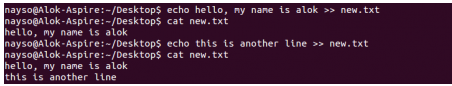 nayso@Alok-Aspire:~/Desktop$ echo hello, my name is alok >> new.txt
nayso@Alok-Aspire:~/Desktop$ cat new.txt
hello, my name is alok
nayso@Alok-Aspire:~/Desktop$ echo this is another line >> new.txt
nayso@Alok-Aspire:~/Desktop$ cat new.txt
hello, my name is alok
this is another line